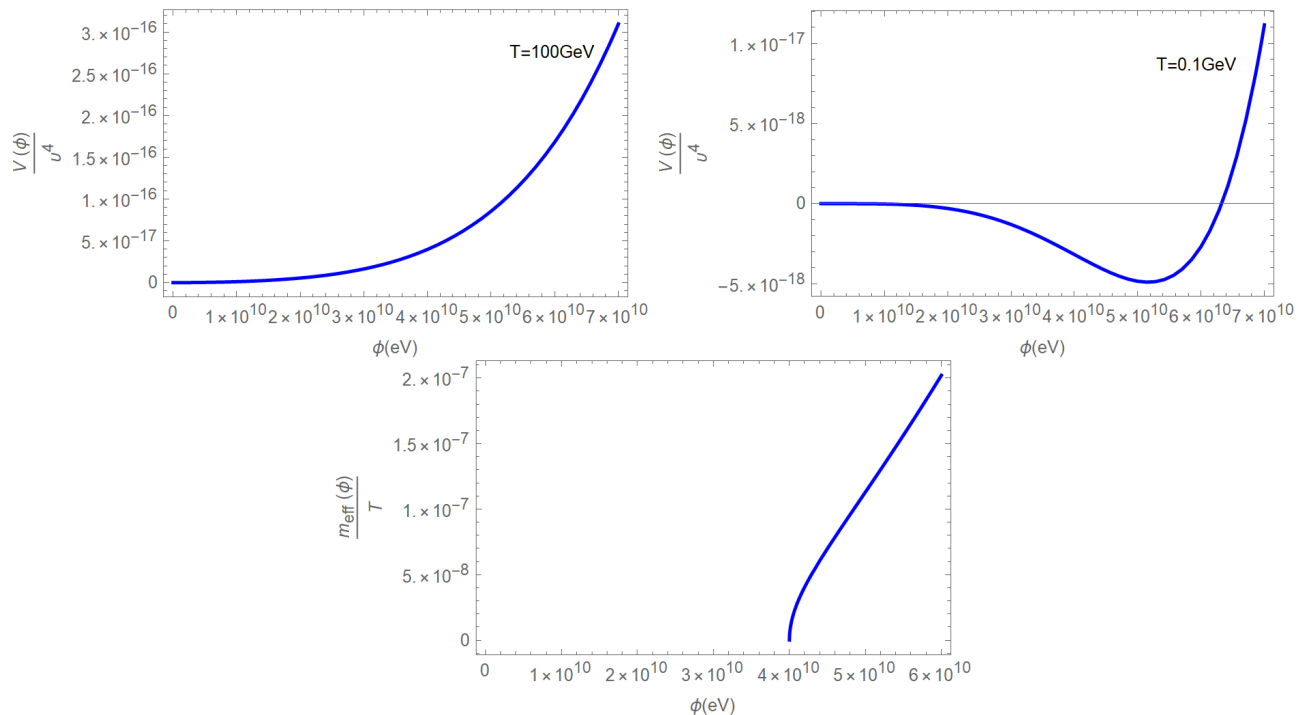 3.×10⁻¹⁶
2.5×10⁻¹⁶
2.×10⁻¹⁶
1.5×10⁻¹⁶
1.×10⁻¹⁶
5.×10⁻¹⁷
0
V (ϕ)
υ⁴
T=100GeV
0 1×10¹⁰ 2×10¹⁰ 3×10¹⁰ 4×10¹⁰ 5×10¹⁰ 6×10¹⁰ 7×10¹⁰
ϕ(eV)
1.×10⁻¹⁷
5.×10⁻¹⁸
0
−5.×10⁻¹⁸
V (ϕ)
υ⁴
T=0.1GeV
0 1×10¹⁰ 2×10¹⁰ 3×10¹⁰ 4×10¹⁰ 5×10¹⁰ 6×10¹⁰ 7×10¹⁰
ϕ(eV)
2.×10⁻⁷
1.5×10⁻⁷
1.×10⁻⁷
5.×10⁻⁸
0
m_eff (ϕ)
T
0 1×10¹⁰ 2×10¹⁰ 3×10¹⁰ 4×10¹⁰ 5×10¹⁰ 6×10¹⁰
ϕ(eV)